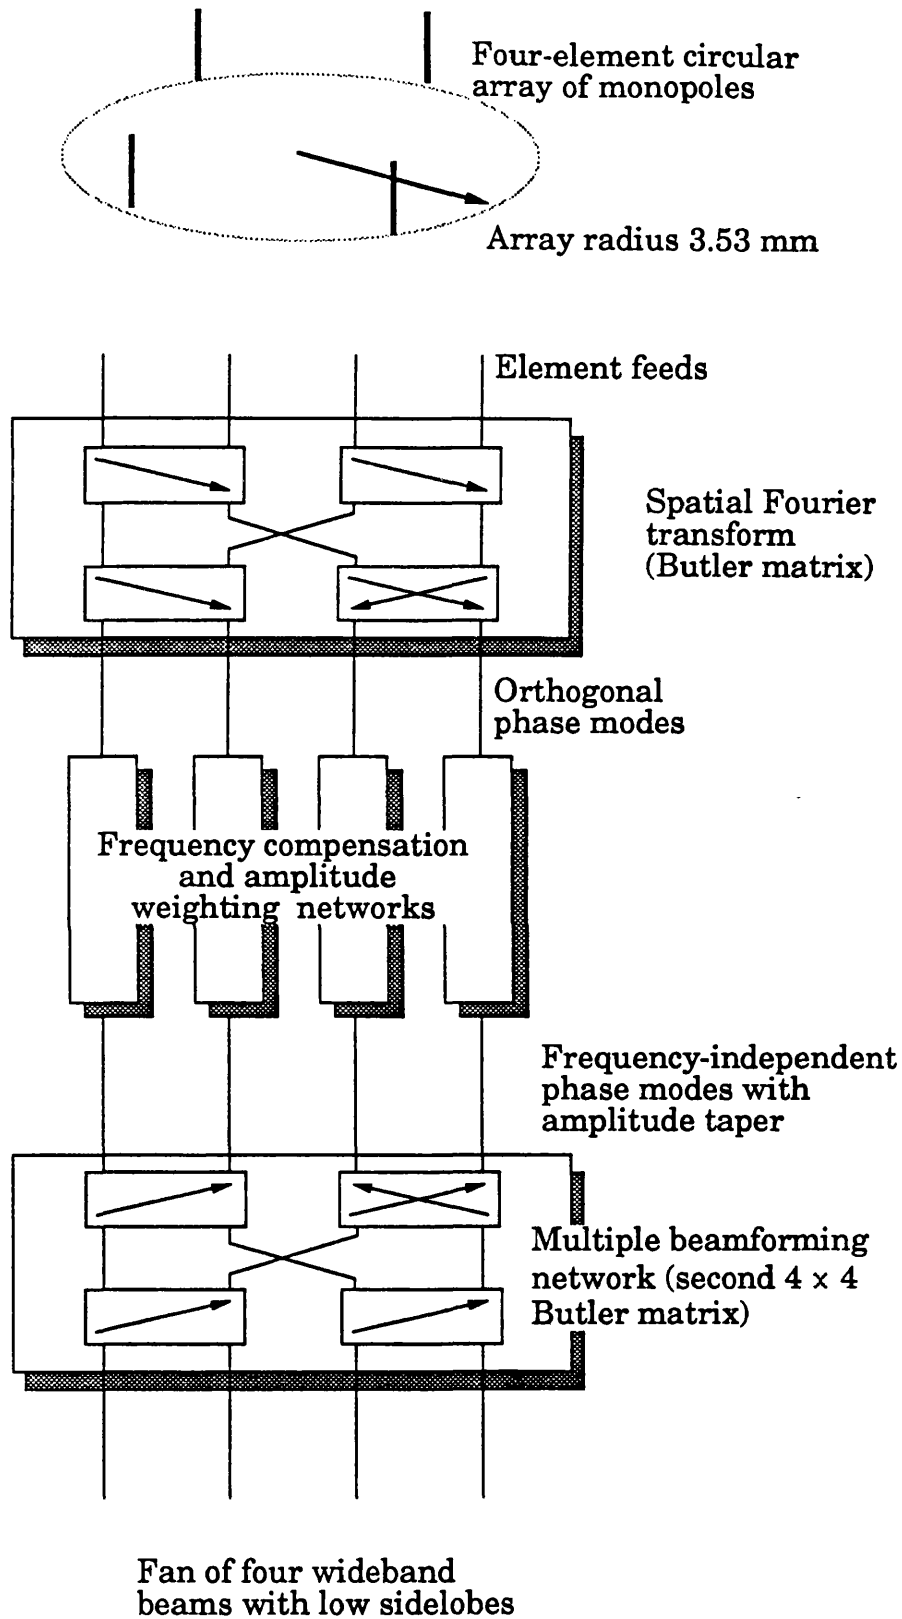 Four-element circular
array of monopoles
Array radius 3.53 mm
Element feeds
Spatial Fourier
transform
(Butler matrix)
Orthogonal
phase modes
Frequency compensation
and amplitude
weighting networks
Frequency-independent
phase modes with
amplitude taper
Multiple beamforming
network (second 4 × 4
Butler matrix)
Fan of four wideband
beams with low sidelobes